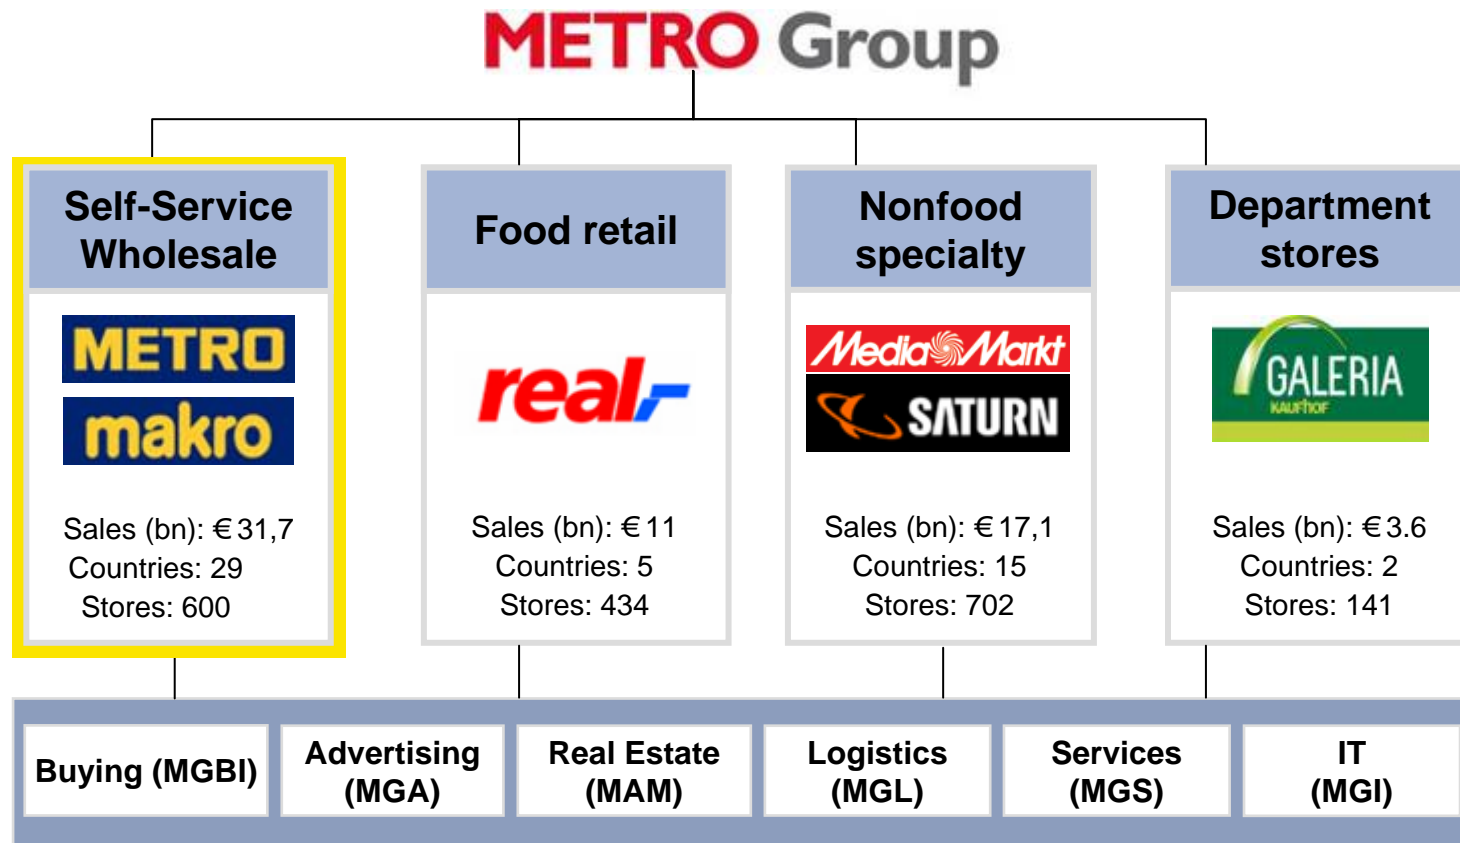 METRO Group
Self-Service
Wholesale
METRO
makro
Sales (bn): € 31,7
Countries: 29
Stores: 600
Food retail
real,-
Sales (bn): € 11
Countries: 5
Stores: 434
Nonfood
specialty
Media Markt
SATURN
Sales (bn): € 17,1
Countries: 15
Stores: 702
Department
stores
GALERIA
KAUFHOF
Sales (bn): € 3.6
Countries: 2
Stores: 141
Buying (MGBI)
Advertising
(MGA)
Real Estate
(MAM)
Logistics
(MGL)
Services
(MGS)
IT
(MGI)